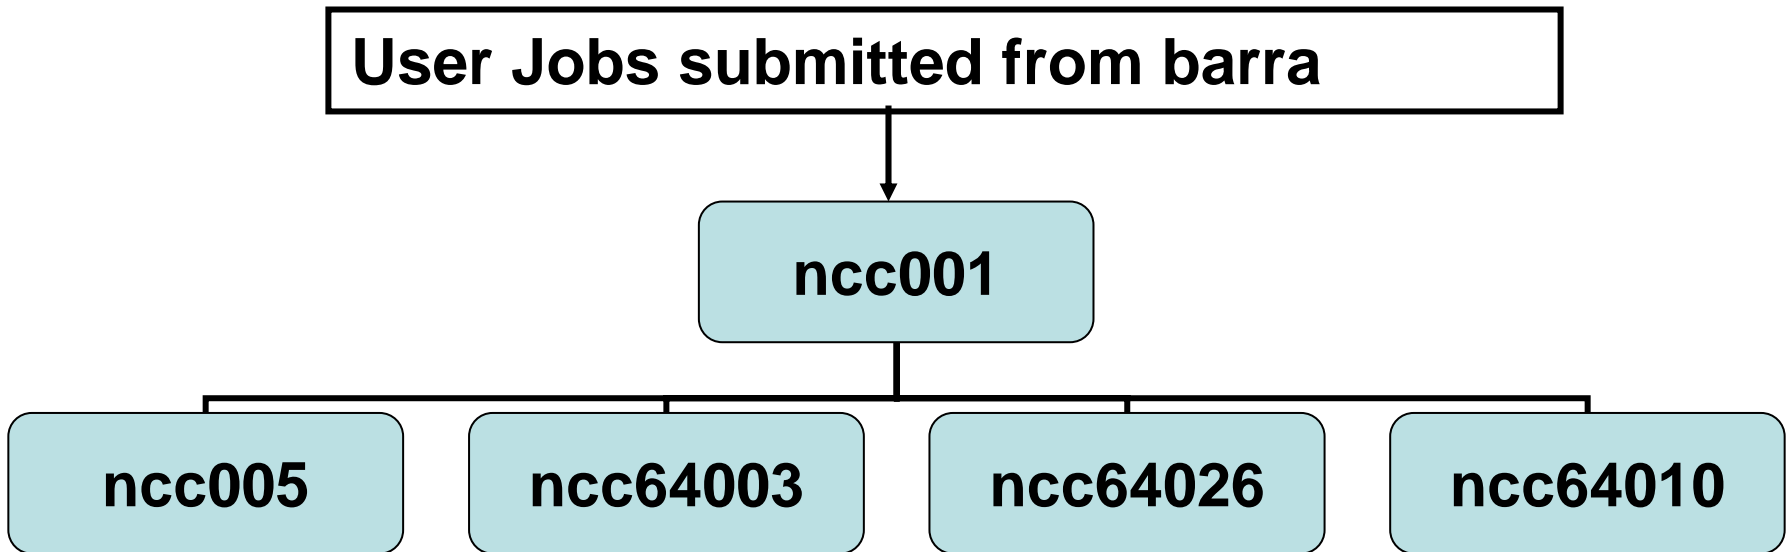 User Jobs submitted from barra
ncc001
ncc005
ncc64003
ncc64026
ncc64010